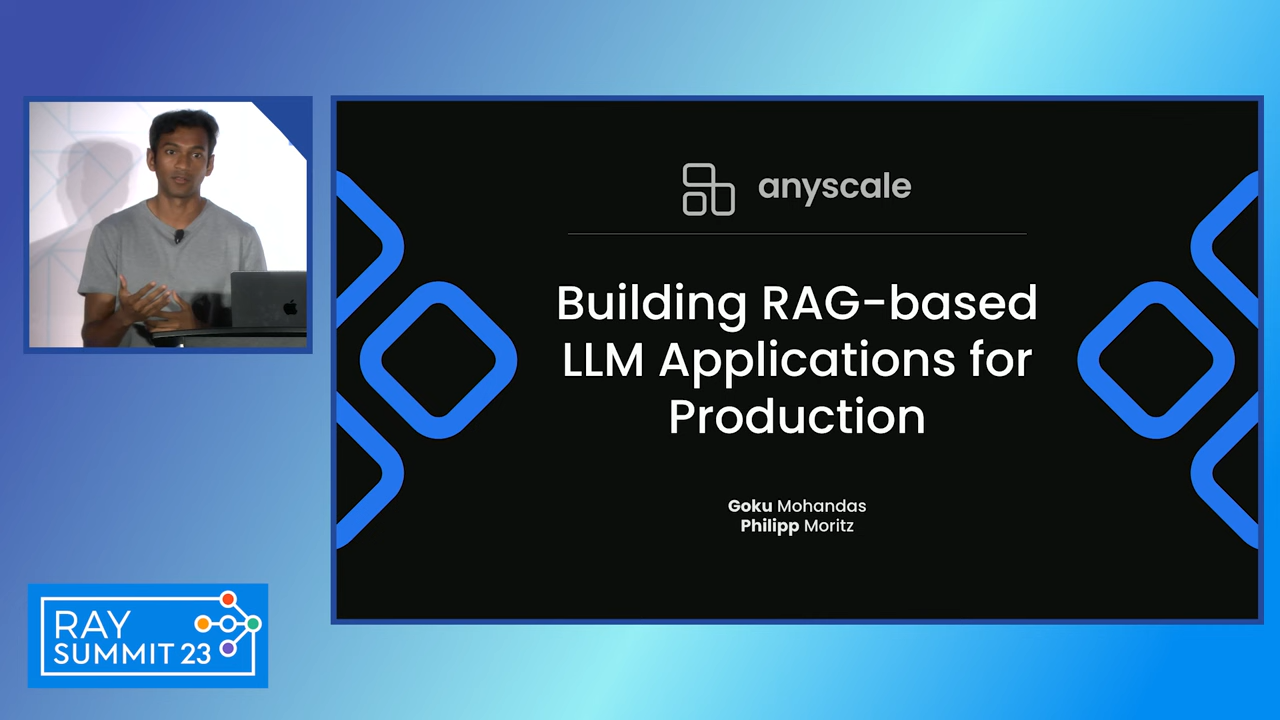 anyscale
Building RAG-based
LLM Applications for
Production
Goku Mohandas
Philipp Moritz
RAY
SUMMIT 23